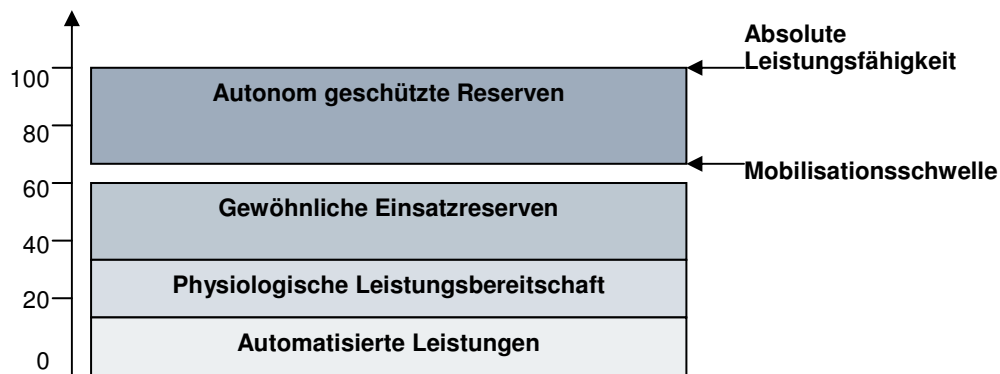 Absolute
Leistungsfähigkeit
100
Autonom geschützte Reserven
80
Mobilisationsschwelle
60
Gewöhnliche Einsatzreserven
40
Physiologische Leistungsbereitschaft
20
Automatisierte Leistungen
0